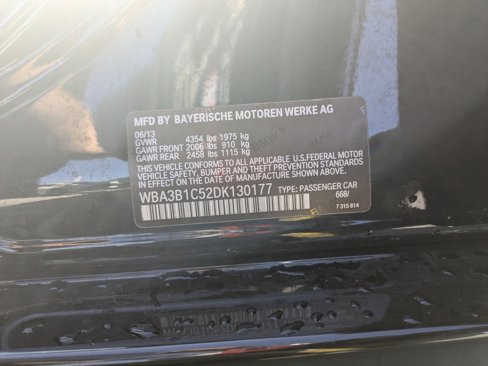 MFD BY BAYERISCHE MOTOREN WERKE AG
06/13
GVWR 4354 lbs 1975 kg
GAWR FRONT 2006 lbs 910 kg
GAWR REAR 2458 lbs 1115 kg
THIS VEHICLE CONFORMS TO ALL APPLICABLE U.S.FEDERAL MOTOR
VEHICLE SAFETY, BUMPER AND THEFT PREVENTION STANDARDS
IN EFFECT ON THE DATE OF MANUFACTURE SHOWN ABOVE.
WBA3B1C52DK130177 TYPE: PASSENGER CAR
668/
7 315 814